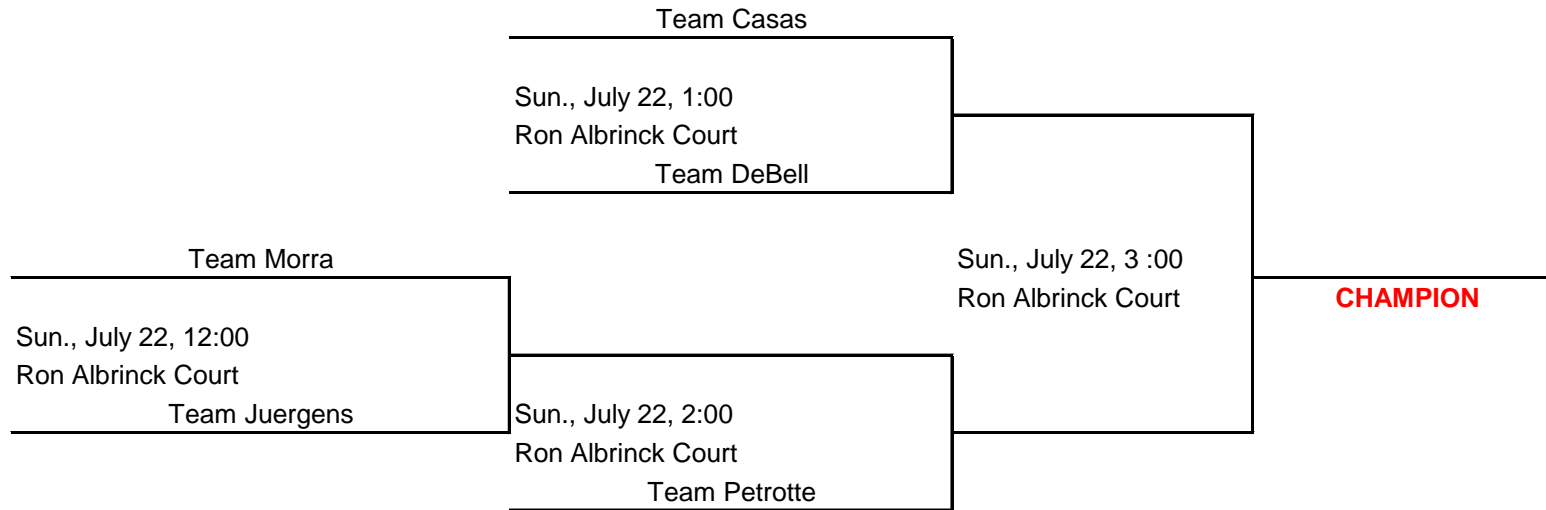 Team Casas
Sun., July 22, 1:00
Ron Albrinck Court
Team DeBell
Team Morra
Sun., July 22, 3 :00
Ron Albrinck Court
CHAMPION
Sun., July 22, 12:00
Ron Albrinck Court
Team Juergens
Sun., July 22, 2:00
Ron Albrinck Court
Team Petrotte